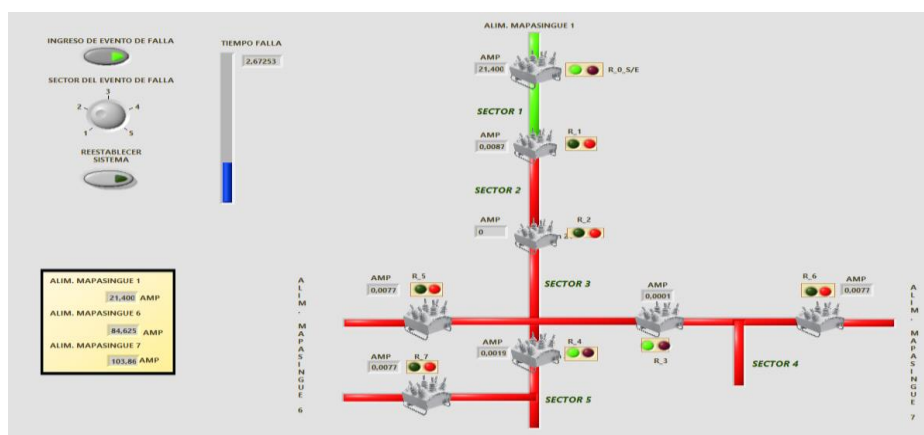 INGRESO DE EVENTO DE FALLA
SECTOR DEL EVENTO DE FALLA
3
2
4
1
5
REESTABLECER
SISTEMA
TIEMPO FALLA
2,67253
ALIM. MAPASINGUE 1
AMP
21,400
R_0_S/E
SECTOR 1
AMP
0,0087
R_1
SECTOR 2
AMP
0
R_2
SECTOR 3
AMP
0,0077
R_5
AMP
0,0001
R_3
R_6
AMP
0,0077
AMP
0,0019
R_4
AMP
0,0077
R_7
SECTOR 4
SECTOR 5
ALIM. MAPASINGUE 6
ALIM. MAPASINGUE 7
ALIM. MAPASINGUE 1
21,400 AMP
ALIM. MAPASINGUE 6
84,625 AMP
ALIM. MAPASINGUE 7
103,86 AMP